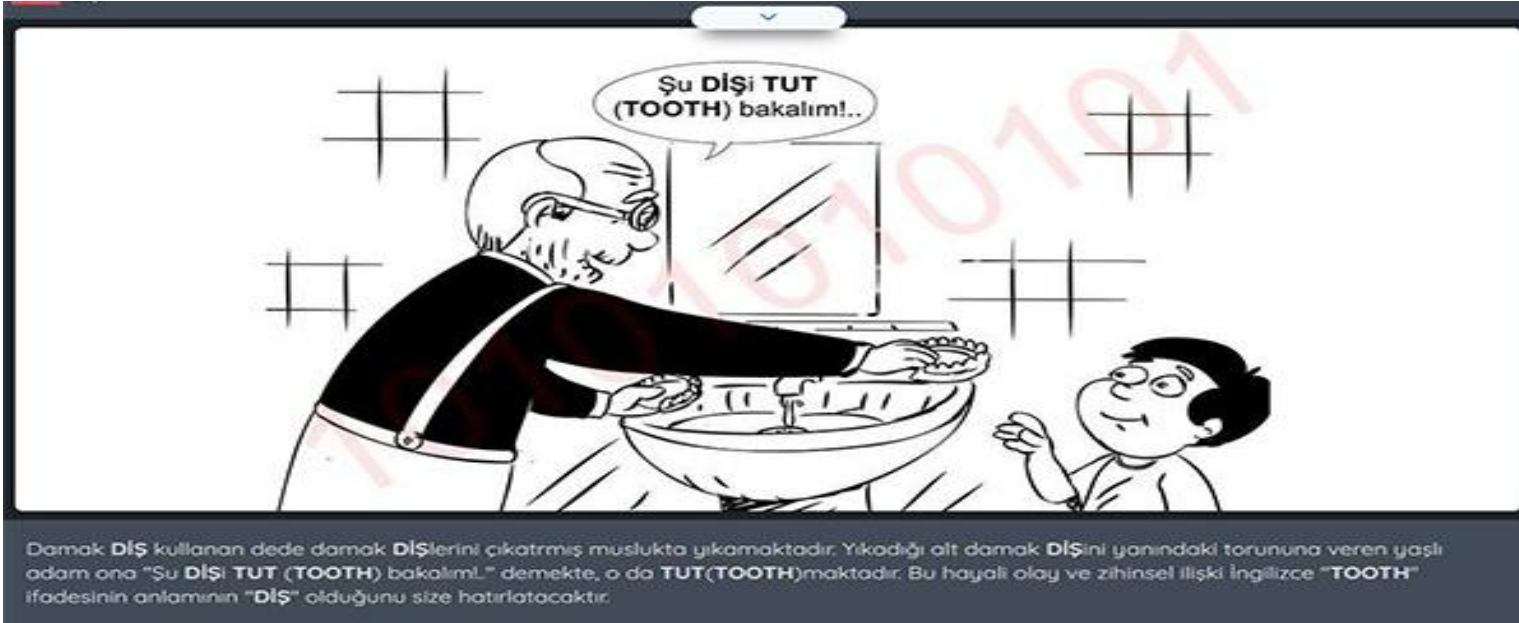 Şu DİŞi TUT
(TOOTH) bakalım!..
1010101010101
Damak DİŞ kullanan dede damak DİŞlerini çıkatrmış muslukta yıkamaktadır. Yıkadığı alt damak DİŞini yanındaki torununa veren yaşlı
adam ona "Şu DİŞi TUT (TOOTH) bakalım!.." demekte, o da TUT(TOOTH)maktadır. Bu hayali olay ve zihinsel ilişki İngilizce "TOOTH"
ifadesinin anlamının "DİŞ" olduğunu size hatırlatacaktır.